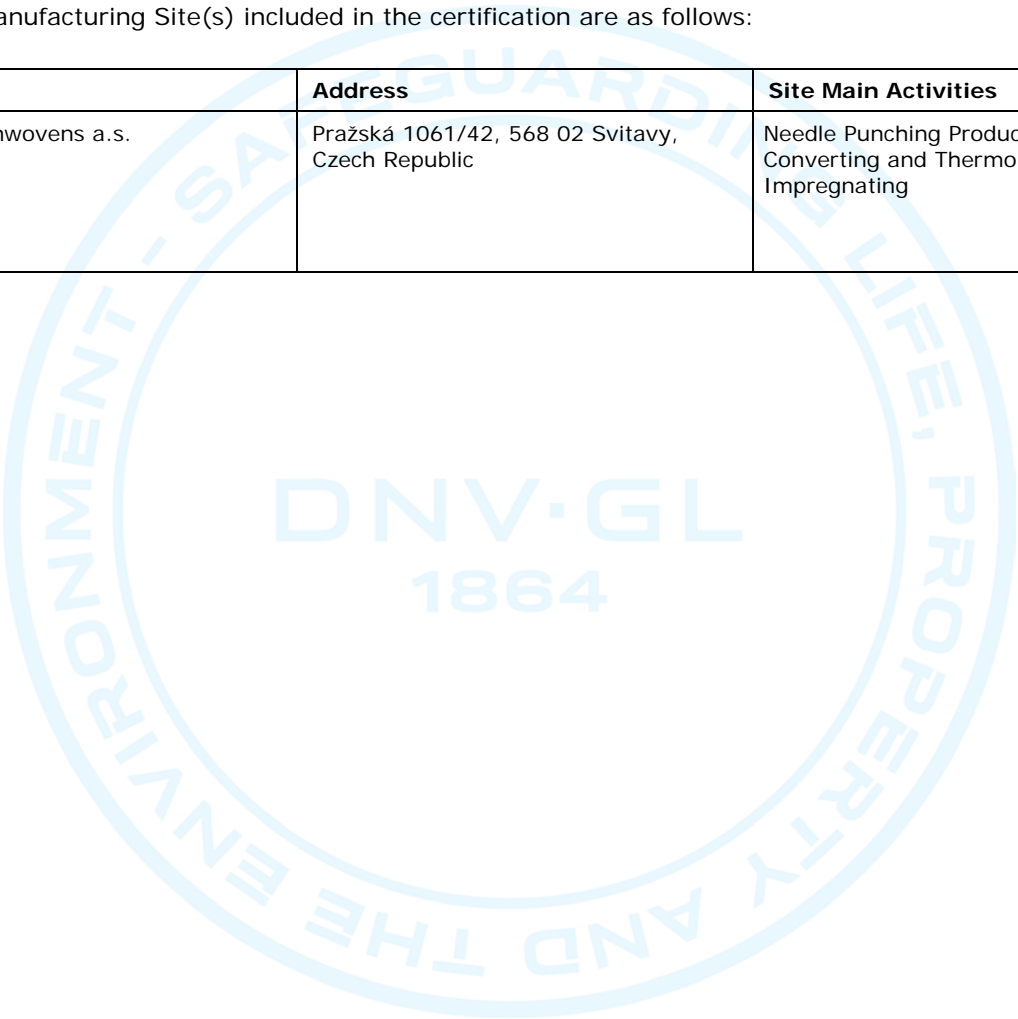 anufacturing Site(s) included in the certification are as follows:
Address
Site Main Activities
nwovens a.s.
Pražská 1061/42, 568 02 Svitavy,
Czech Republic
Needle Punching Produc
Converting and Thermo
Impregnating
SAFEGUARDING LIFE, PROPERTY AND THE ENVIRONMENT -
DNV·GL
1864